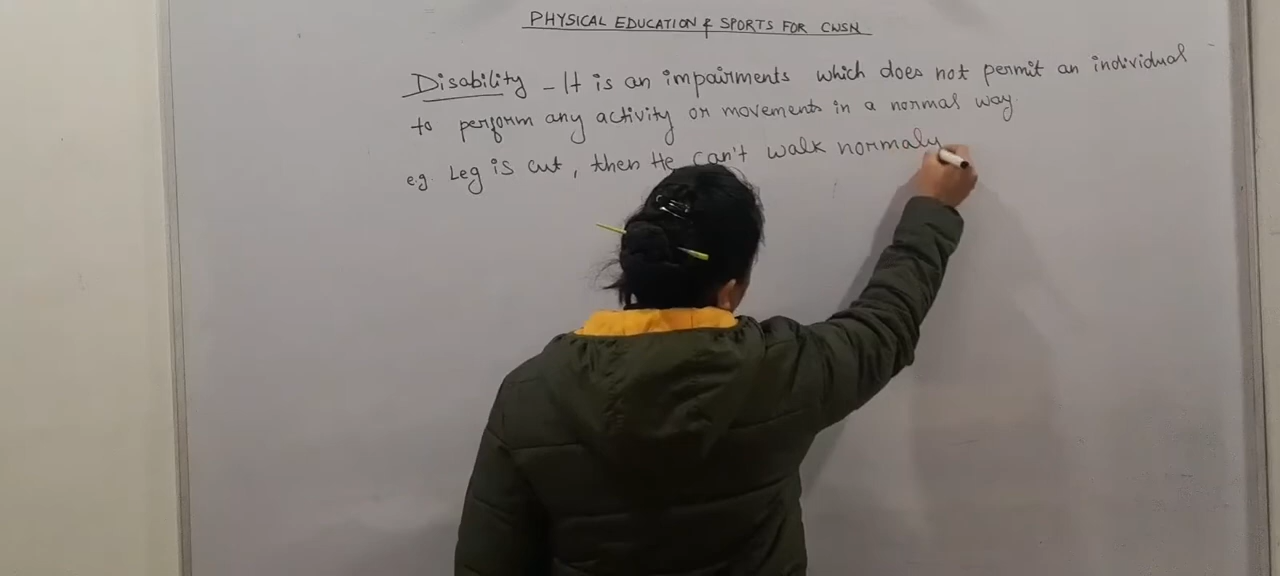 PHYSICAL EDUCATION & SPORTS FOR CWSN
Disability - It is an impairments which does not permit an individual
to perform any activity or movements in a normal way.
e.g. Leg is cut, then He can't walk normaly